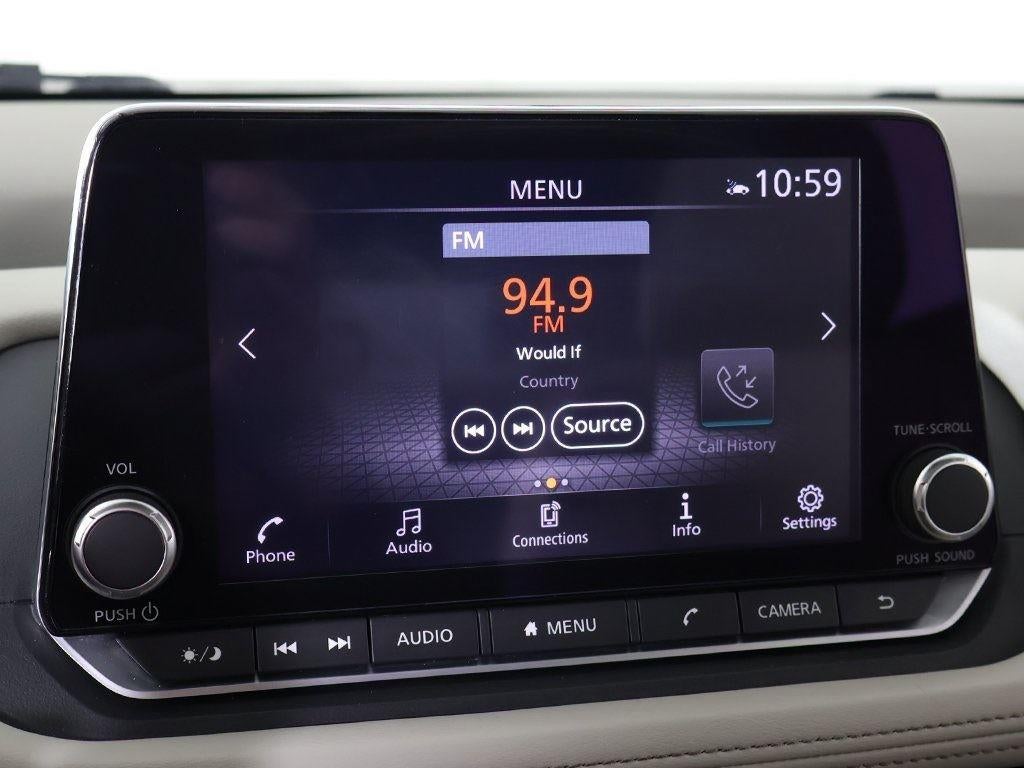 MENU
10:59
FM
94.9
FM
Would If
Country
Source
Call History
VOL
TUNE·SCROLL
Phone
Audio
Connections
Info
Settings
PUSH
PUSH SOUND
AUDIO
MENU
CAMERA